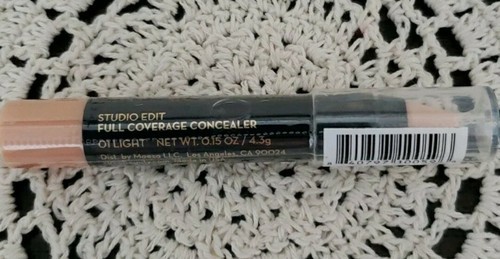 STUDIO EDIT
FULL COVERAGE CONCEALER
01 LIGHT NET WT. 0.15 OZ / 4.3g
Dist. by Morphe LLC, Los Angeles, CA 90024